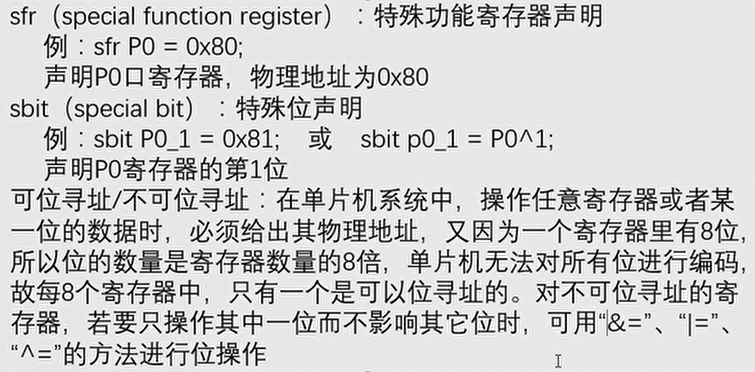 sfr（special function register）：特殊功能寄存器声明
例：sfr P0 = 0x80;
声明P0口寄存器，物理地址为0x80
sbit（special bit）：特殊位声明
例：sbit P0_1 = 0x81;    或    sbit p0_1 = P0^1;
声明P0寄存器的第1位
可位寻址/不可位寻址：在单片机系统中，操作任意寄存器或者某
一位的数据时，必须给出其物理地址，又因为一个寄存器里有8位，
所以位的数量是寄存器数量的8倍，单片机无法对所有位进行编码，
故每8个寄存器中，只有一个是可以位寻址的。对不可位寻址的寄
存器，若要只操作其中一位而不影响其它位时，可用“&=”、“|=”、
“^=”的方法进行位操作